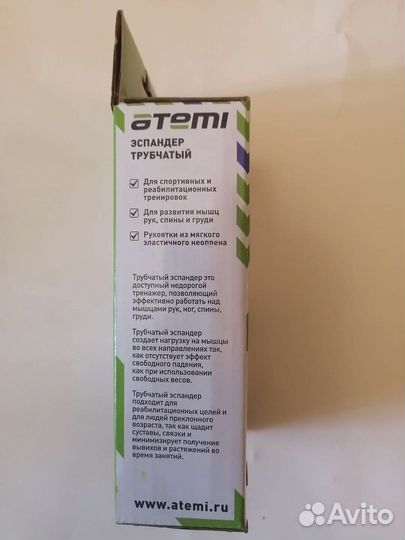 atemi
ЭСПАНДЕР
ТРУБЧАТЫЙ
Для спортивных и
реабилитационных
тренировок
Для развития мышц
рук, спины и груди
Рукоятки из мягкого
эластичного неопрена
Трубчатый эспандер это
доступный недорогой
тренажер, позволяющий
эффективно работать над
мышцами рук, ног, спины,
груди.
Трубчатый эспандер
создает нагрузку на мышцы
во всех направлениях так,
как отсутствует эффект
свободного падения,
как при использовании
свободных весов.
Трубчатый эспандер
подходит для
реабилитационных целей и
для людей преклонного
возраста, так как щадит
суставы, связки и
минимизирует получение
вывихов и растяжений во
время занятий.
www.atemi.ru
Avito